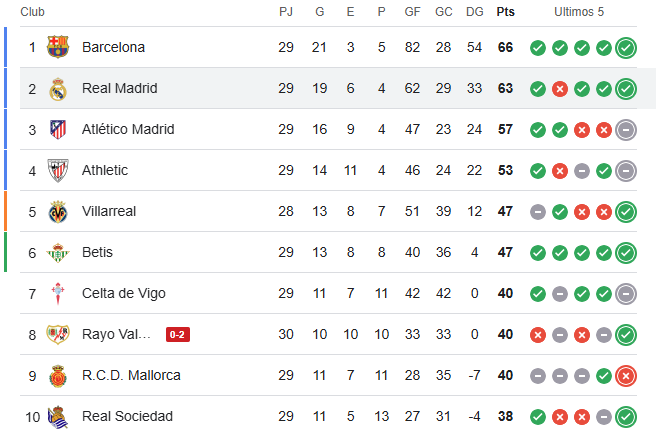 Club PJ G E P GF GC DG Pts Últimos 5
1 Barcelona 29 21 3 5 82 28 54 66
2 Real Madrid 29 19 6 4 62 29 33 63
3 Atlético Madrid 29 16 9 4 47 23 24 57
4 Athletic 29 14 11 4 46 24 22 53
5 Villarreal 28 13 8 7 51 39 12 47
6 Betis 29 13 8 8 40 36 4 47
7 Celta de Vigo 29 11 7 11 42 42 0 40
8 Rayo Val... 0-2 30 10 10 10 33 33 0 40
9 R.C.D. Mallorca 29 11 7 11 28 35 -7 40
10 Real Sociedad 29 11 5 13 27 31 -4 38